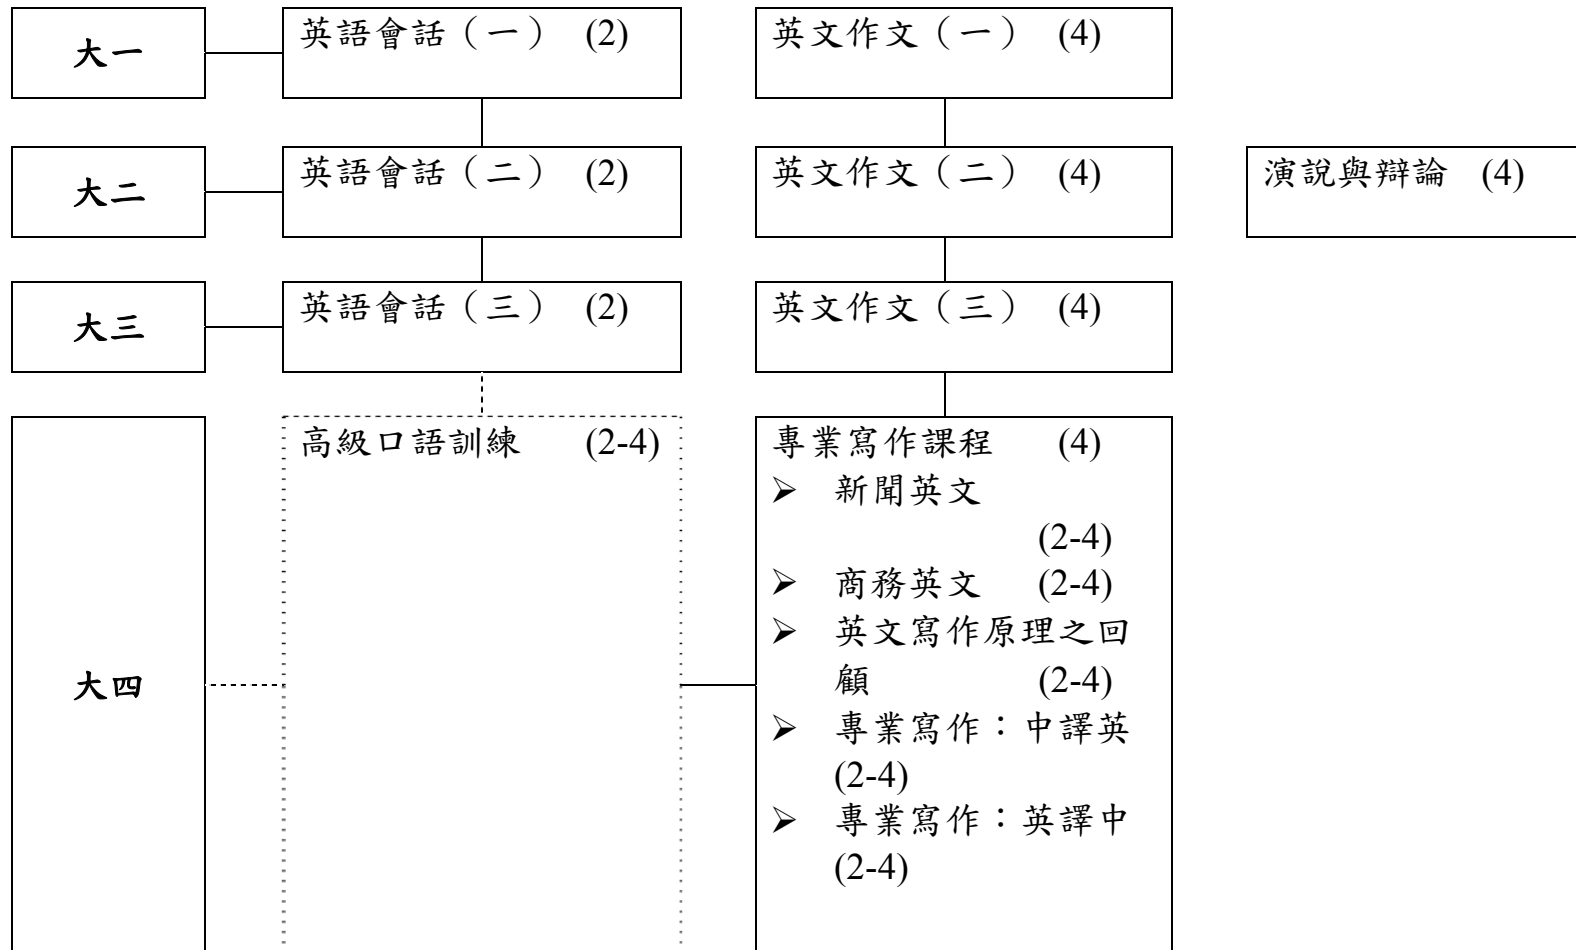 大一
英語會話（一） (2)
英文作文（一） (4)
大二
英語會話（二） (2)
英文作文（二） (4)
演說與辯論 (4)
大三
英語會話（三） (2)
英文作文（三） (4)
大四
高級口語訓練 (2-4)
專業寫作課程 (4)
➢ 新聞英文
(2-4)
➢ 商務英文 (2-4)
➢ 英文寫作原理之回
顧 (2-4)
➢ 專業寫作：中譯英
(2-4)
➢ 專業寫作：英譯中
(2-4)